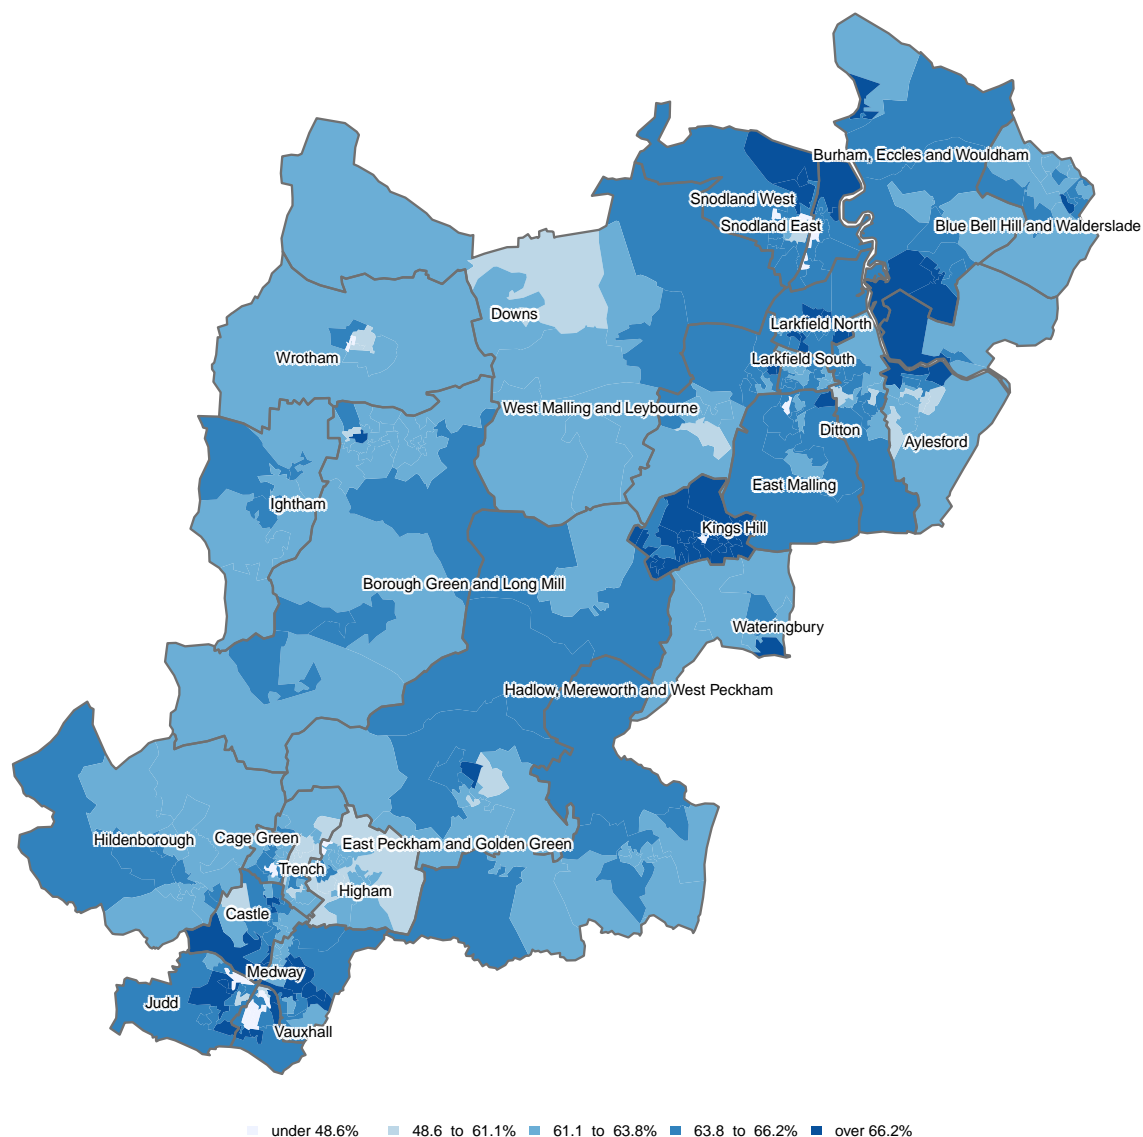 Burham, Eccles and Wouldham
Snodland West
Snodland East
Blue Bell Hill and Walderslade
Downs
Larkfield North
Wrotham
Larkfield South
West Malling and Leybourne
Ditton
Aylesford
East Malling
Ightham
Kings Hill
Borough Green and Long Mill
Wateringbury
Hadlow, Mereworth and West Peckham
Hildenborough
Cage Green
East Peckham and Golden Green
Trench
Higham
Castle
Medway
Judd
Vauxhall
under 48.6% 48.6 to 61.1% 61.1 to 63.8% 63.8 to 66.2% over 66.2%